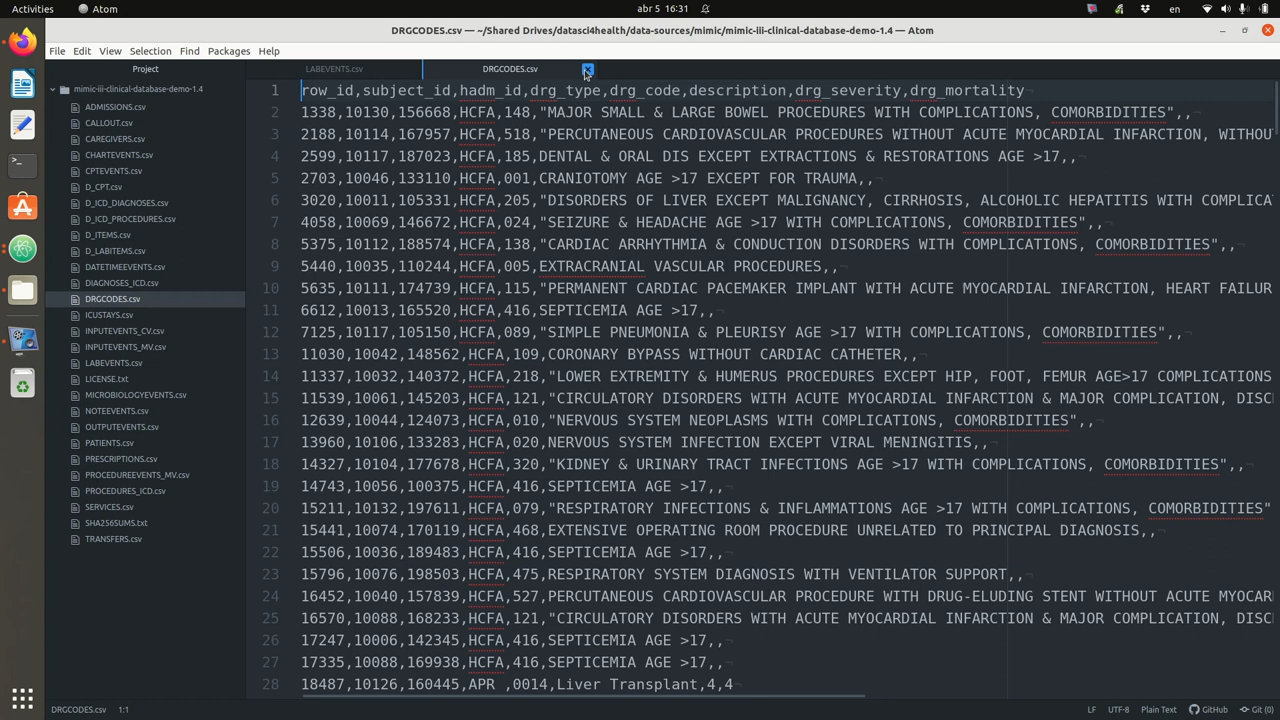 Activities Atom abr 5 16:31 en
DRGCODES.csv — ~/Shared Drives/datasci4health/data-sources/mimic/mimic-iii-clinical-database-demo-1.4 — Atom
File Edit View Selection Find Packages Help
Project LABEVENTS.csv DRGCODES.csv
mimic-iii-clinical-database-demo-1.4
ADMISSIONS.csv
CALLOUT.csv
CAREGIVERS.csv
CHARTEVENTS.csv
CPTEVENTS.csv
D_CPT.csv
D_ICD_DIAGNOSES.csv
D_ICD_PROCEDURES.csv
D_ITEMS.csv
D_LABITEMS.csv
DATETIMEEVENTS.csv
DIAGNOSES_ICD.csv
DRGCODES.csv
ICUSTAYS.csv
INPUTEVENTS_CV.csv
INPUTEVENTS_MV.csv
LABEVENTS.csv
LICENSE.txt
MICROBIOLOGYEVENTS.csv
NOTEEVENTS.csv
OUTPUTEVENTS.csv
PATIENTS.csv
PRESCRIPTIONS.csv
PROCEDUREEVENTS_MV.csv
PROCEDURES_ICD.csv
SERVICES.csv
SHA256SUMS.txt
TRANSFERS.csv
1 row_id,subject_id,hadm_id,drg_type,drg_code,description,drg_severity,drg_mortality¬
2 1338,10130,156668,HCFA,148,"MAJOR SMALL & LARGE BOWEL PROCEDURES WITH COMPLICATIONS, COMORBIDITIES",,¬
3 2188,10114,167957,HCFA,518,"PERCUTANEOUS CARDIOVASCULAR PROCEDURES WITHOUT ACUTE MYOCARDIAL INFARCTION, WITHOU
4 2599,10117,187023,HCFA,185,DENTAL & ORAL DIS EXCEPT EXTRACTIONS & RESTORATIONS AGE >17,,¬
5 2703,10046,133110,HCFA,001,CRANIOTOMY AGE >17 EXCEPT FOR TRAUMA,,¬
6 3020,10011,105331,HCFA,205,"DISORDERS OF LIVER EXCEPT MALIGNANCY, CIRRHOSIS, ALCOHOLIC HEPATITIS WITH COMPLICA
7 4058,10069,146672,HCFA,024,"SEIZURE & HEADACHE AGE >17 WITH COMPLICATIONS, COMORBIDITIES",,¬
8 5375,10112,188574,HCFA,138,"CARDIAC ARRHYTHMIA & CONDUCTION DISORDERS WITH COMPLICATIONS, COMORBIDITIES",,¬
9 5440,10035,110244,HCFA,005,EXTRACRANIAL VASCULAR PROCEDURES,,¬
10 5635,10111,174739,HCFA,115,"PERMANENT CARDIAC PACEMAKER IMPLANT WITH ACUTE MYOCARDIAL INFARCTION, HEART FAILUR
11 6612,10013,165520,HCFA,416,SEPTICEMIA AGE >17,,¬
12 7125,10117,105150,HCFA,089,"SIMPLE PNEUMONIA & PLEURISY AGE >17 WITH COMPLICATIONS, COMORBIDITIES",,¬
13 11030,10042,148562,HCFA,109,CORONARY BYPASS WITHOUT CARDIAC CATHETER,,¬
14 11337,10032,140372,HCFA,218,"LOWER EXTREMITY & HUMERUS PROCEDURES EXCEPT HIP, FOOT, FEMUR AGE>17 COMPLICATIONS
15 11539,10061,145203,HCFA,121,"CIRCULATORY DISORDERS WITH ACUTE MYOCARDIAL INFARCTION & MAJOR COMPLICATION, DISC
16 12639,10044,124073,HCFA,010,"NERVOUS SYSTEM NEOPLASMS WITH COMPLICATIONS, COMORBIDITIES",,¬
17 13960,10106,133283,HCFA,020,NERVOUS SYSTEM INFECTION EXCEPT VIRAL MENINGITIS,,¬
18 14327,10104,177678,HCFA,320,"KIDNEY & URINARY TRACT INFECTIONS AGE >17 WITH COMPLICATIONS, COMORBIDITIES",,¬
19 14743,10056,100375,HCFA,416,SEPTICEMIA AGE >17,,¬
20 15211,10132,197611,HCFA,079,"RESPIRATORY INFECTIONS & INFLAMMATIONS AGE >17 WITH COMPLICATIONS, COMORBIDITIES"
21 15441,10074,170119,HCFA,468,EXTENSIVE OPERATING ROOM PROCEDURE UNRELATED TO PRINCIPAL DIAGNOSIS,,¬
22 15506,10036,189483,HCFA,416,SEPTICEMIA AGE >17,,¬
23 15796,10076,198503,HCFA,475,RESPIRATORY SYSTEM DIAGNOSIS WITH VENTILATOR SUPPORT,,¬
24 16452,10040,157839,HCFA,527,PERCUTANEOUS CARDIOVASCULAR PROCEDURE WITH DRUG-ELUDING STENT WITHOUT ACUTE MYOCAR
25 16570,10088,168233,HCFA,121,"CIRCULATORY DISORDERS WITH ACUTE MYOCARDIAL INFARCTION & MAJOR COMPLICATION, DISC
26 17247,10006,142345,HCFA,416,SEPTICEMIA AGE >17,,¬
27 17335,10088,169938,HCFA,416,SEPTICEMIA AGE >17,,¬
28 18487,10126,160445,APR ,0014,Liver Transplant,4,4
DRGCODES.csv 1:1 LF UTF-8 Plain Text GitHub Git (0)